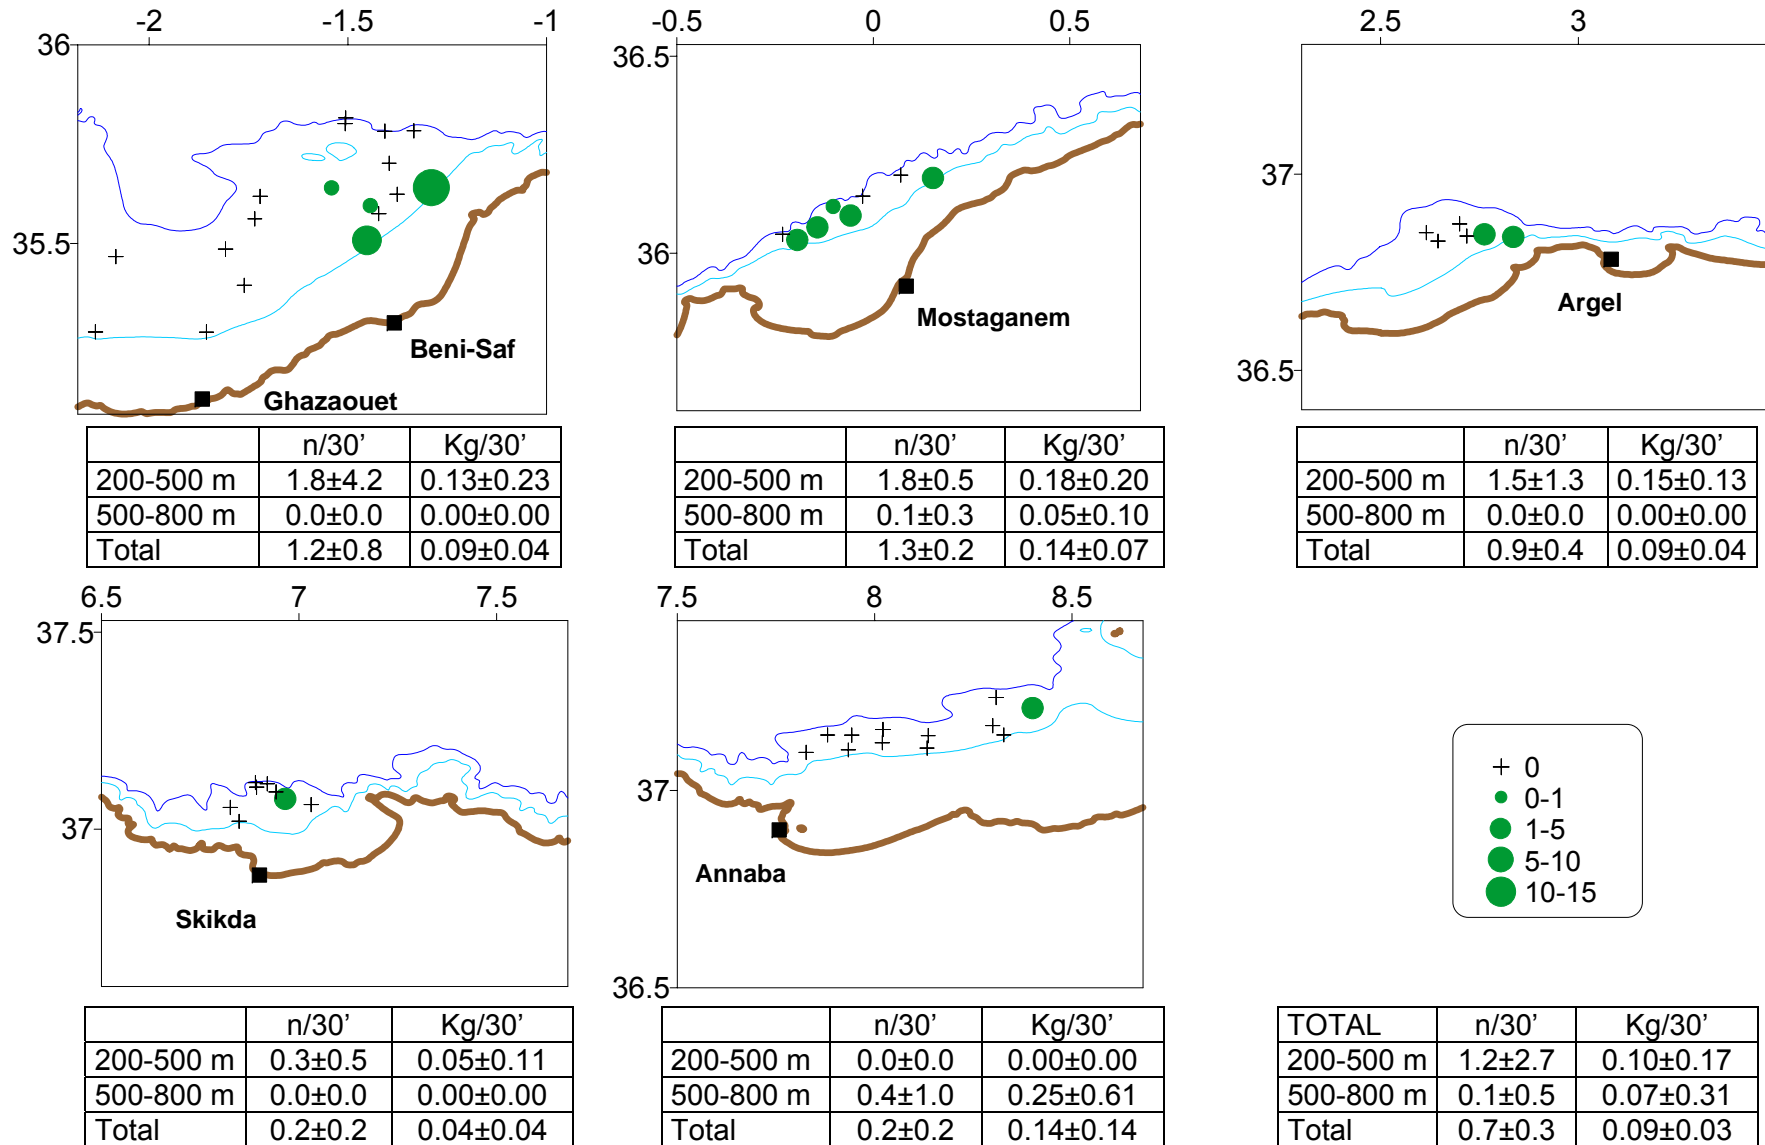 -2 -1.5 -1
36
35.5
Beni-Saf
Ghazaouet
n/30’ Kg/30’
200-500 m 1.8±4.2 0.13±0.23
500-800 m 0.0±0.0 0.00±0.00
Total 1.2±0.8 0.09±0.04
-0.5 0 0.5
36.5
36
Mostaganem
n/30’ Kg/30’
200-500 m 1.8±0.5 0.18±0.20
500-800 m 0.1±0.3 0.05±0.10
Total 1.3±0.2 0.14±0.07
2.5 3
37
36.5
Argel
n/30’ Kg/30’
200-500 m 1.5±1.3 0.15±0.13
500-800 m 0.0±0.0 0.00±0.00
Total 0.9±0.4 0.09±0.04
6.5 7 7.5
37.5
37
Skikda
n/30’ Kg/30’
200-500 m 0.3±0.5 0.05±0.11
500-800 m 0.0±0.0 0.00±0.00
Total 0.2±0.2 0.04±0.04
7.5 8 8.5
37
36.5
Annaba
n/30’ Kg/30’
200-500 m 0.0±0.0 0.00±0.00
500-800 m 0.4±1.0 0.25±0.61
Total 0.2±0.2 0.14±0.14
0
0-1
1-5
5-10
10-15
TOTAL n/30’ Kg/30’
200-500 m 1.2±2.7 0.10±0.17
500-800 m 0.1±0.5 0.07±0.31
Total 0.7±0.3 0.09±0.03